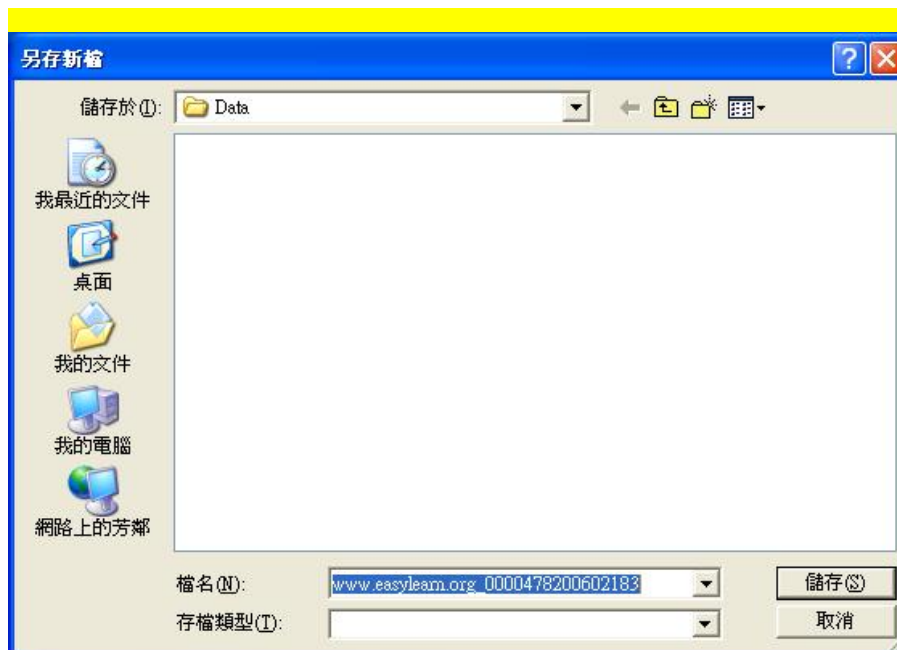 另存新檔
儲存於(I):
Data
我最近的文件
桌面
我的文件
我的電腦
網路上的芳鄰
檔名(N):
www.easylearn.org_0000478200602183
儲存(S)
存檔類型(T):
取消